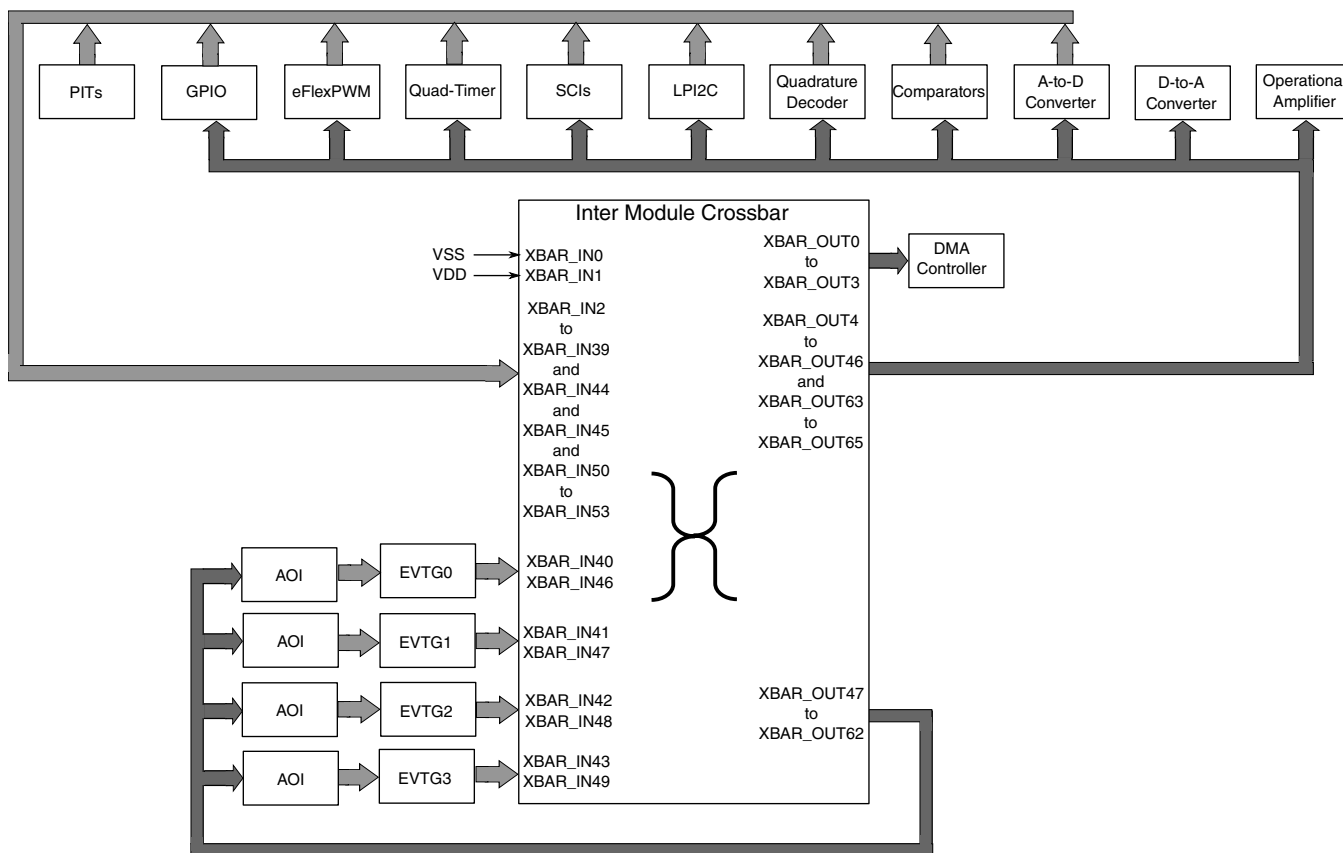 PITs
GPIO
eFlexPWM
Quad-Timer
SCIs
LPI2C
Quadrature
Decoder
Comparators
A-to-D
Converter
D-to-A
Converter
Operational
Amplifier
Inter Module Crossbar
VSS
VDD
XBAR_IN0
XBAR_IN1
XBAR_IN2
to
XBAR_IN39
and
XBAR_IN44
and
XBAR_IN45
and
XBAR_IN50
to
XBAR_IN53
XBAR_OUT0
to
XBAR_OUT3
DMA
Controller
XBAR_OUT4
to
XBAR_OUT46
and
XBAR_OUT63
to
XBAR_OUT65
AOI
EVTG0
XBAR_IN40
XBAR_IN46
AOI
EVTG1
XBAR_IN41
XBAR_IN47
AOI
EVTG2
XBAR_IN42
XBAR_IN48
AOI
EVTG3
XBAR_IN43
XBAR_IN49
XBAR_OUT47
to
XBAR_OUT62